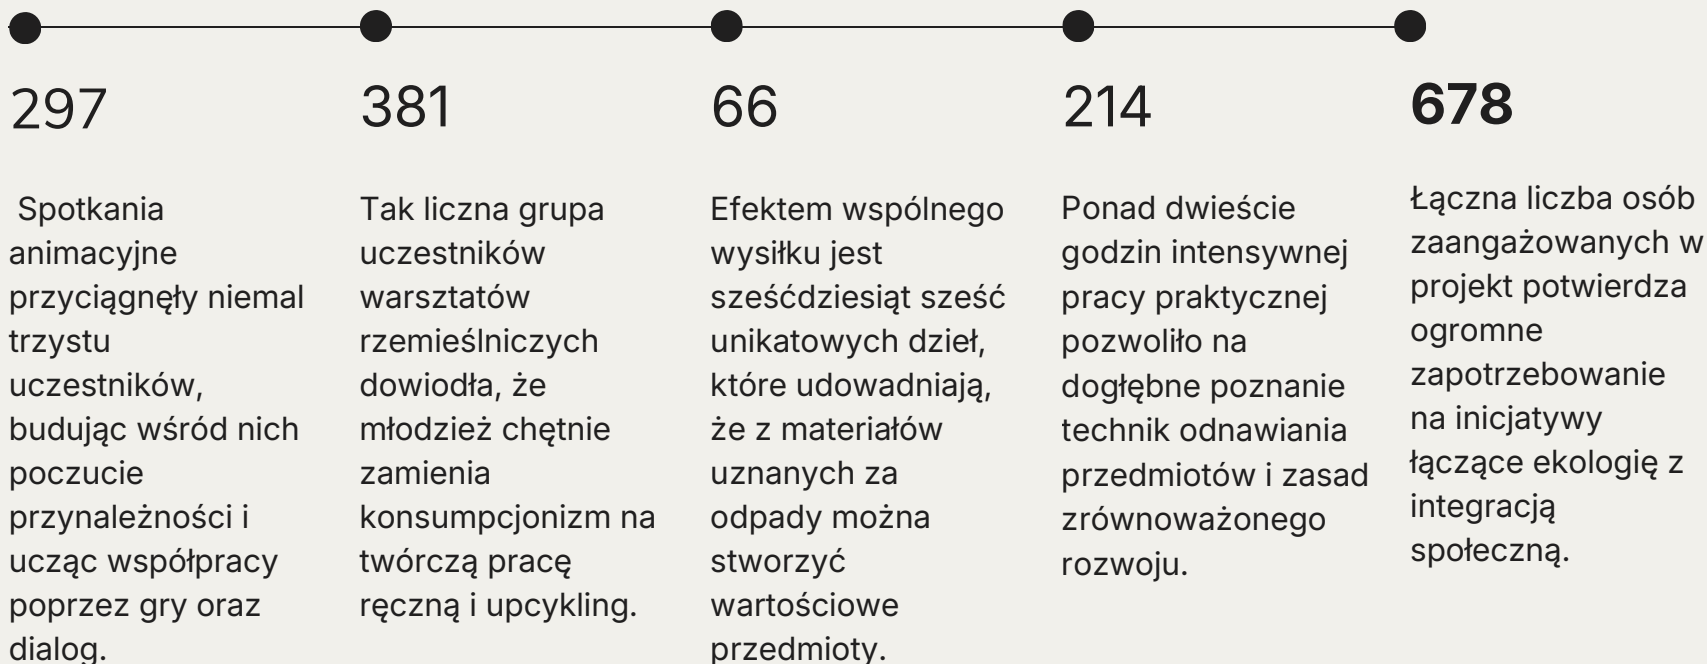 297
Spotkania
animacyjne
przyciągnęły niemal
trzystu
uczestników,
budując wśród nich
poczucie
przynależności i
ucząc współpracy
poprzez gry oraz
dialog.
381
Tak liczna grupa
uczestników
warsztatów
rzemieślniczych
dowiodła, że
młodzież chętnie
zamienia
konsumpcjonizm na
twórczą pracę
ręczną i upcykling.
66
Efektem wspólnego
wysiłku jest
sześćdziesiąt sześć
unikatowych dzieł,
które udowadniają,
że z materiałów
uznanych za
odpady można
stworzyć
wartościowe
przedmioty.
214
Ponad dwieście
godzin intensywnej
pracy praktycznej
pozwoliło na
dogłębne poznanie
technik odnawiania
przedmiotów i zasad
zrównoważonego
rozwoju.
678
Łączna liczba osób
zaangażowanych w
projekt potwierdza
ogromne
zapotrzebowanie
na inicjatywy
łączące ekologię z
integracją
społeczną.